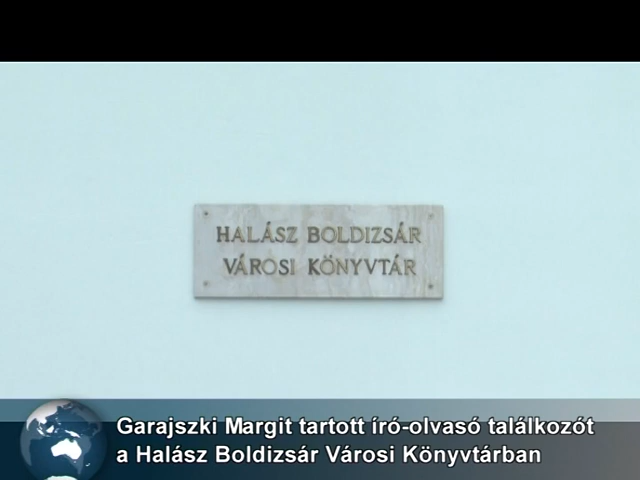 HALÁSZ BOLDIZSÁR
VÁROSI KÖNYVTÁR
Garajszki Margit tartott író-olvasó találkozót
a Halász Boldizsár Városi Könyvtárban